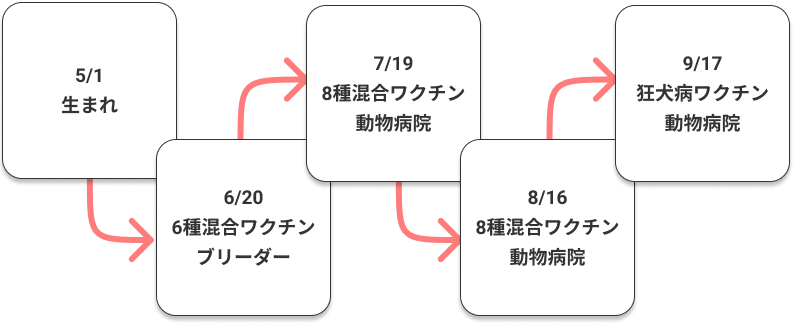 5/1
生まれ
6/20
6種混合ワクチン
ブリーダー
7/19
8種混合ワクチン
動物病院
8/16
8種混合ワクチン
動物病院
9/17
狂犬病ワクチン
動物病院